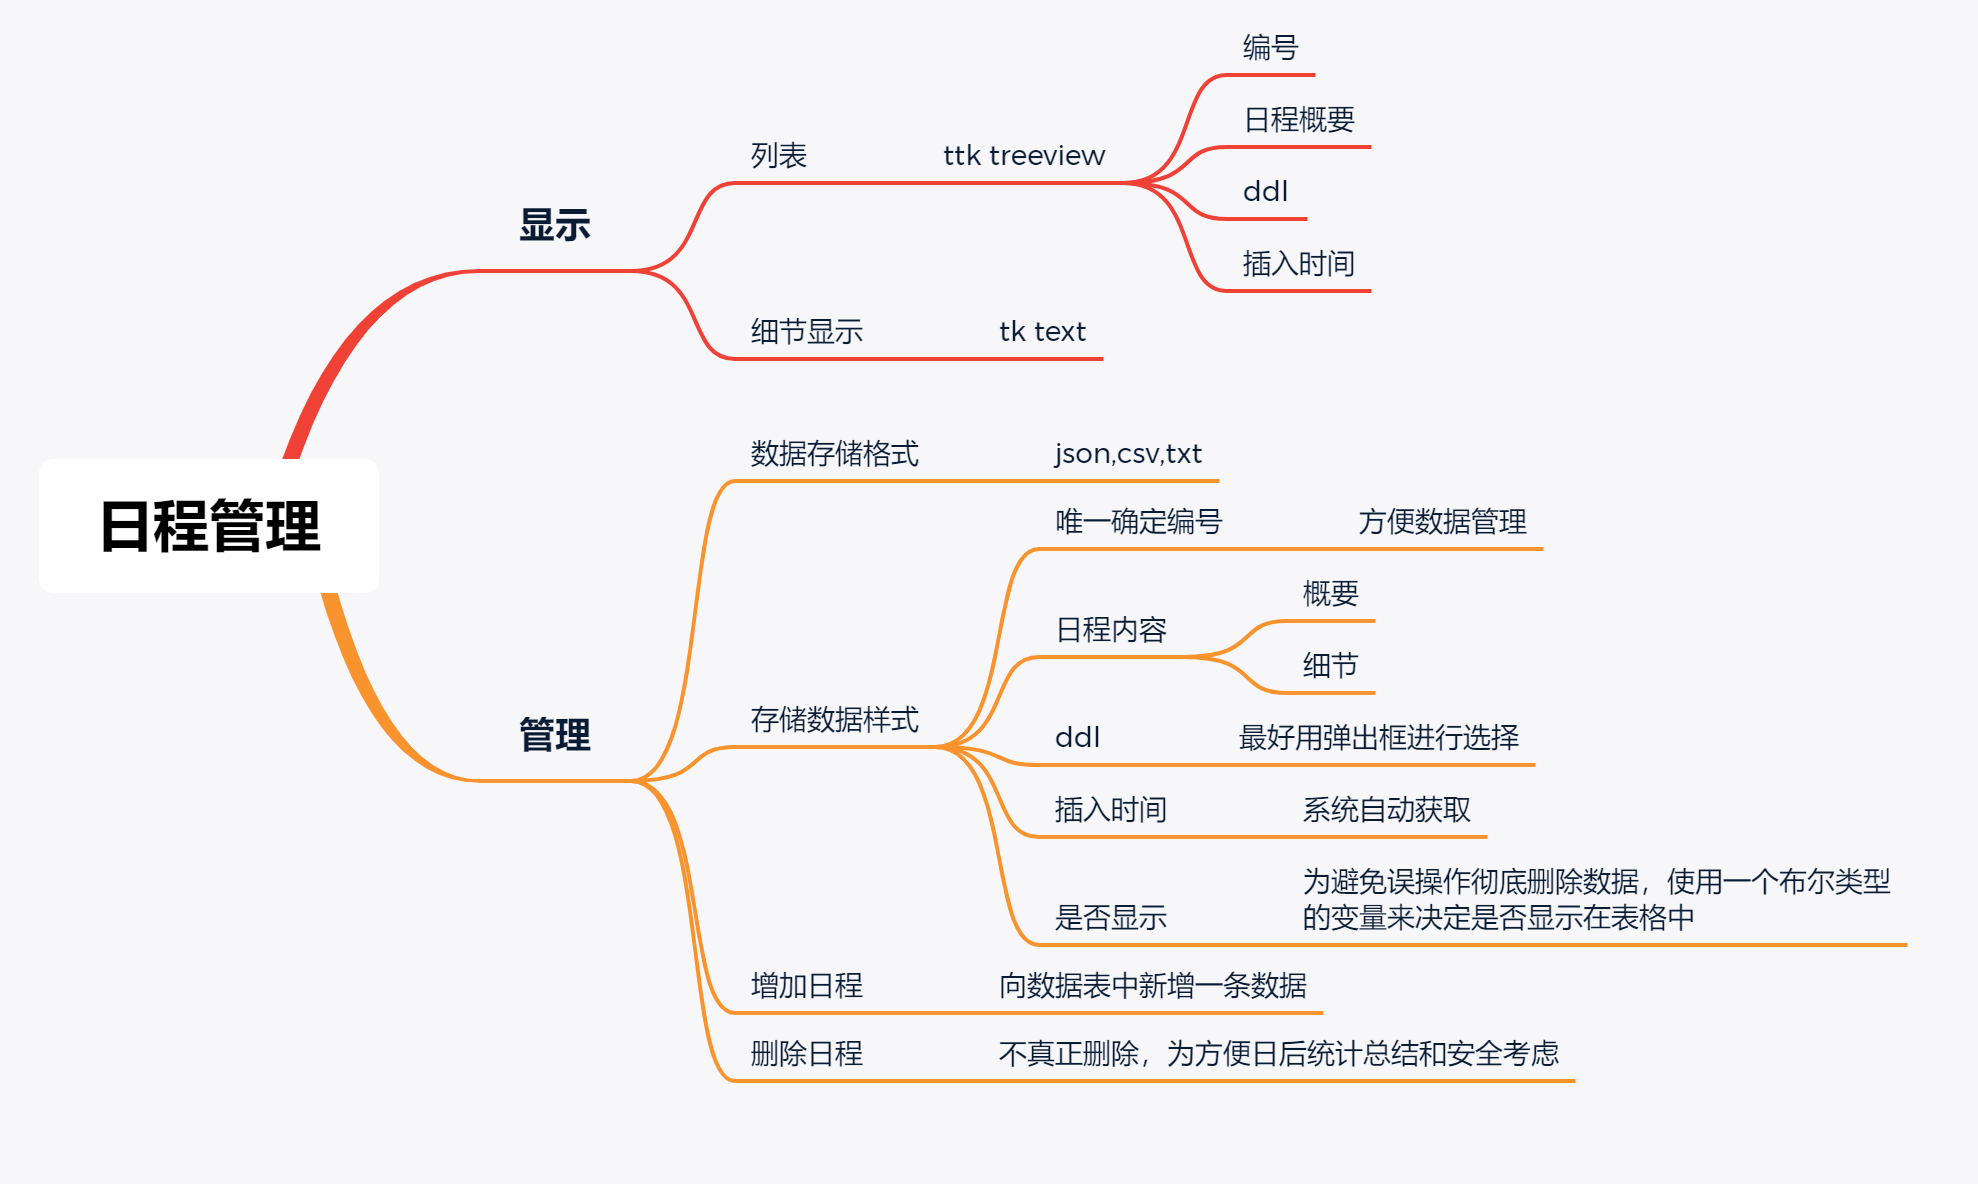 日程管理
显示
列表
ttk treeview
编号
日程概要
ddl
插入时间
细节显示
tk text
管理
数据存储格式
json,csv,txt
存储数据样式
唯一确定编号
方便数据管理
日程内容
概要
细节
ddl
最好用弹出框进行选择
插入时间
系统自动获取
是否显示
为避免误操作彻底删除数据，使用一个布尔类型
的变量来决定是否显示在表格中
增加日程
向数据表中新增一条数据
删除日程
不真正删除，为方便日后统计总结和安全考虑